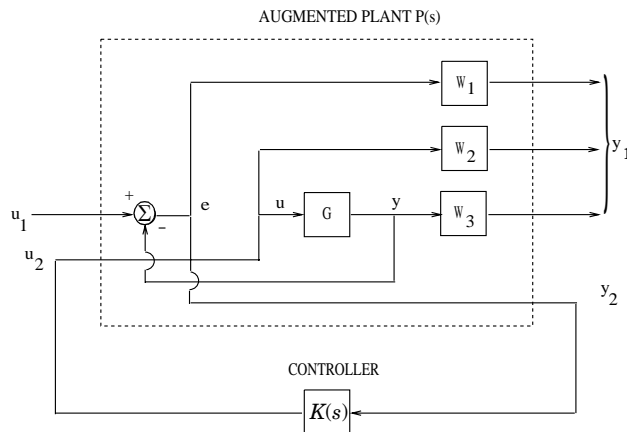 AUGMENTED PLANT P(s)
W1
W2
y1
+
Σ
e
u
G
y
W3
u1
−
u2
y2
CONTROLLER
K(s)